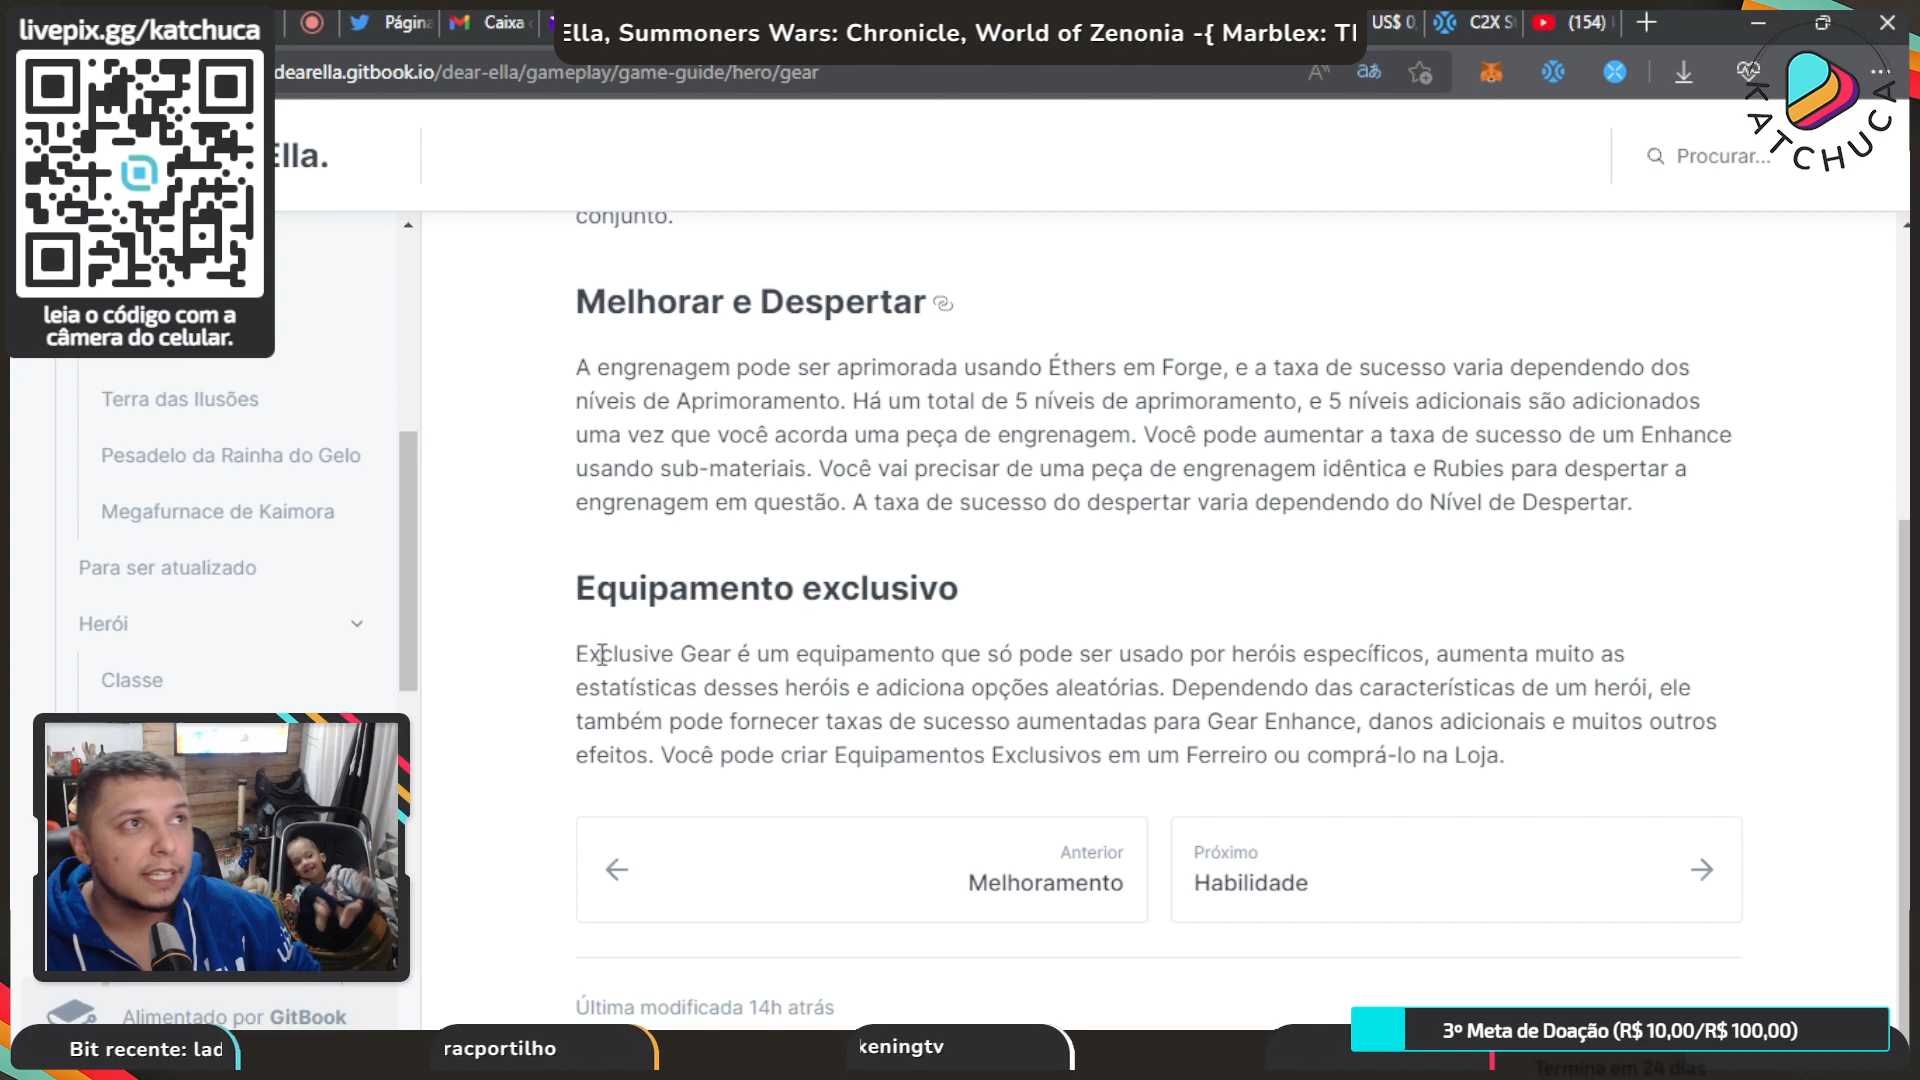 livepix.gg/katchuca
leia o código com a
câmera do celular.
Págin
Caixa
Ella, Summoners Wars: Chronicle, World of Zenonia -{ Marblex:
US$ 0
C2X S
(154)
dearella.gitbook.io/dear-ella/gameplay/game-guide/hero/gear
KATCHUCA
Ella.
Procurar...
conjunto.
Melhorar e Despertar
A engrenagem pode ser aprimorada usando Éthers em Forge, e a taxa de sucesso varia dependendo dos
níveis de Aprimoramento. Há um total de 5 níveis de aprimoramento, e 5 níveis adicionais são adicionados
uma vez que você acorda uma peça de engrenagem. Você pode aumentar a taxa de sucesso de um Enhance
usando sub-materiais. Você vai precisar de uma peça de engrenagem idêntica e Rubies para despertar a
engrenagem em questão. A taxa de sucesso do despertar varia dependendo do Nível de Despertar.
Equipamento exclusivo
Exclusive Gear é um equipamento que só pode ser usado por heróis específicos, aumenta muito as
estatísticas desses heróis e adiciona opções aleatórias. Dependendo das características de um herói, ele
também pode fornecer taxas de sucesso aumentadas para Gear Enhance, danos adicionais e muitos outros
efeitos. Você pode criar Equipamentos Exclusivos em um Ferreiro ou comprá-lo na Loja.
Terra das Ilusões
Pesadelo da Rainha do Gelo
Megafurnace de Kaimora
Para ser atualizado
Herói
Classe
Anterior
Melhoramento
Próximo
Habilidade
Última modificada 14h atrás
Alimentado por GitBook
Bit recente: lad
racportilho
keningtv
3º Meta de Doação (R$ 10,00/R$ 100,00)
Termina em 24 dias